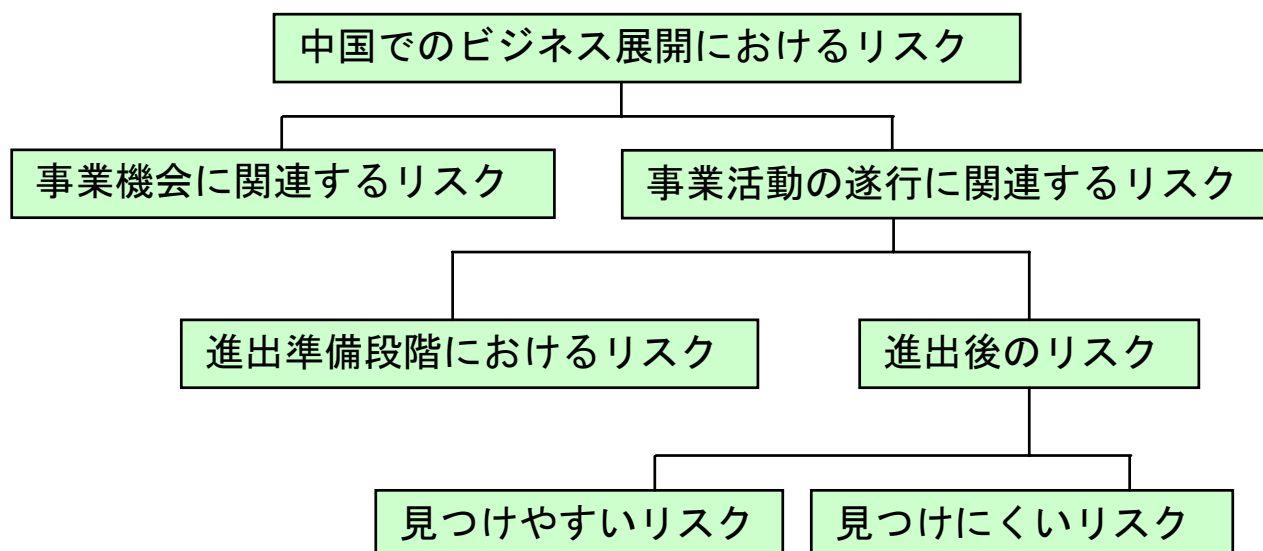 中国でのビジネス展開におけるリスク
事業機会に関連するリスク
事業活動の遂行に関連するリスク
進出準備段階におけるリスク
進出後のリスク
見つけやすいリスク
見つけにくいリスク